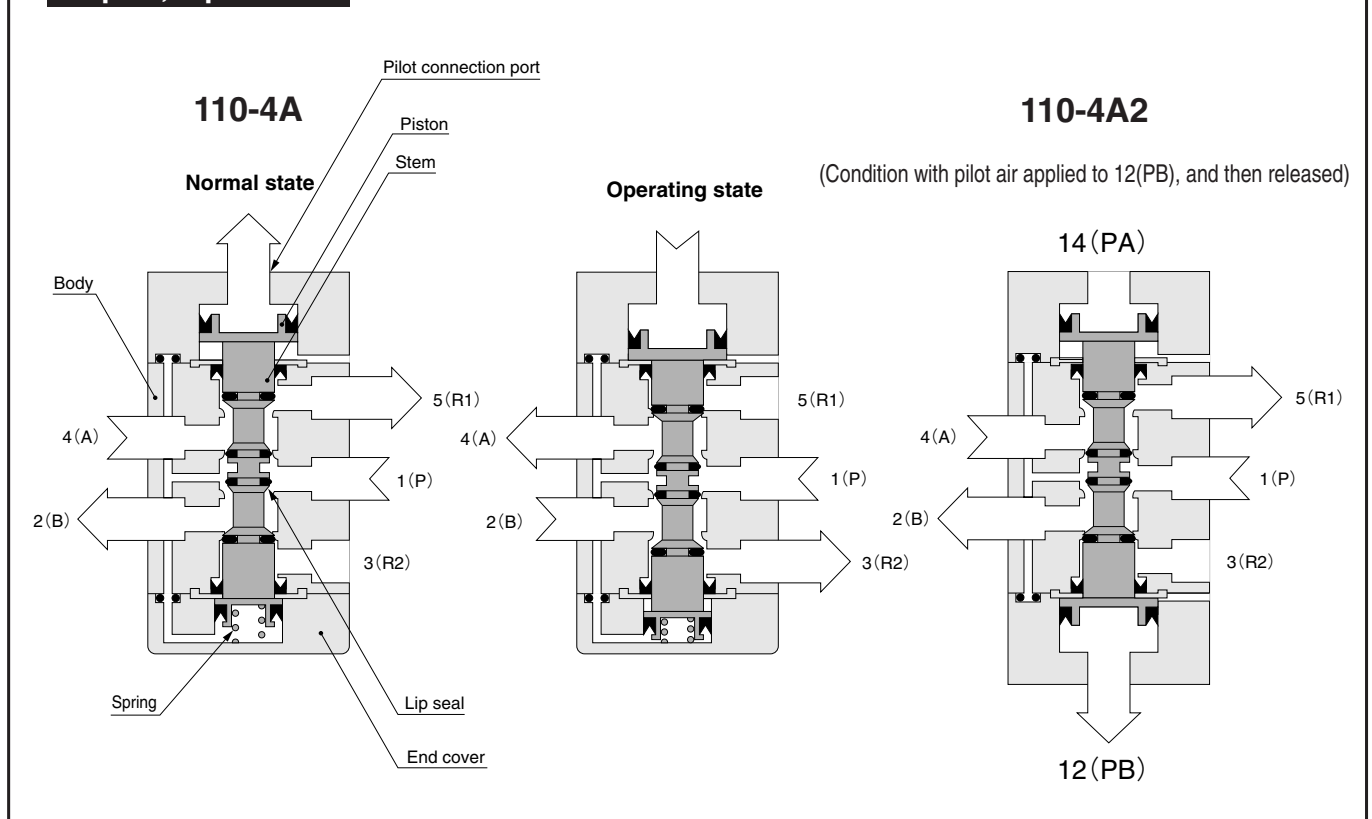 Pilot connection port
110-4A
Piston
Stem
Normal state
Body
5(R1)
4(A)
1(P)
2(B)
3(R2)
Spring
Lip seal
End cover
Operating state
5(R1)
4(A)
1(P)
2(B)
3(R2)
110-4A2
(Condition with pilot air applied to 12(PB), and then released)
14(PA)
5(R1)
4(A)
1(P)
2(B)
3(R2)
12(PB)